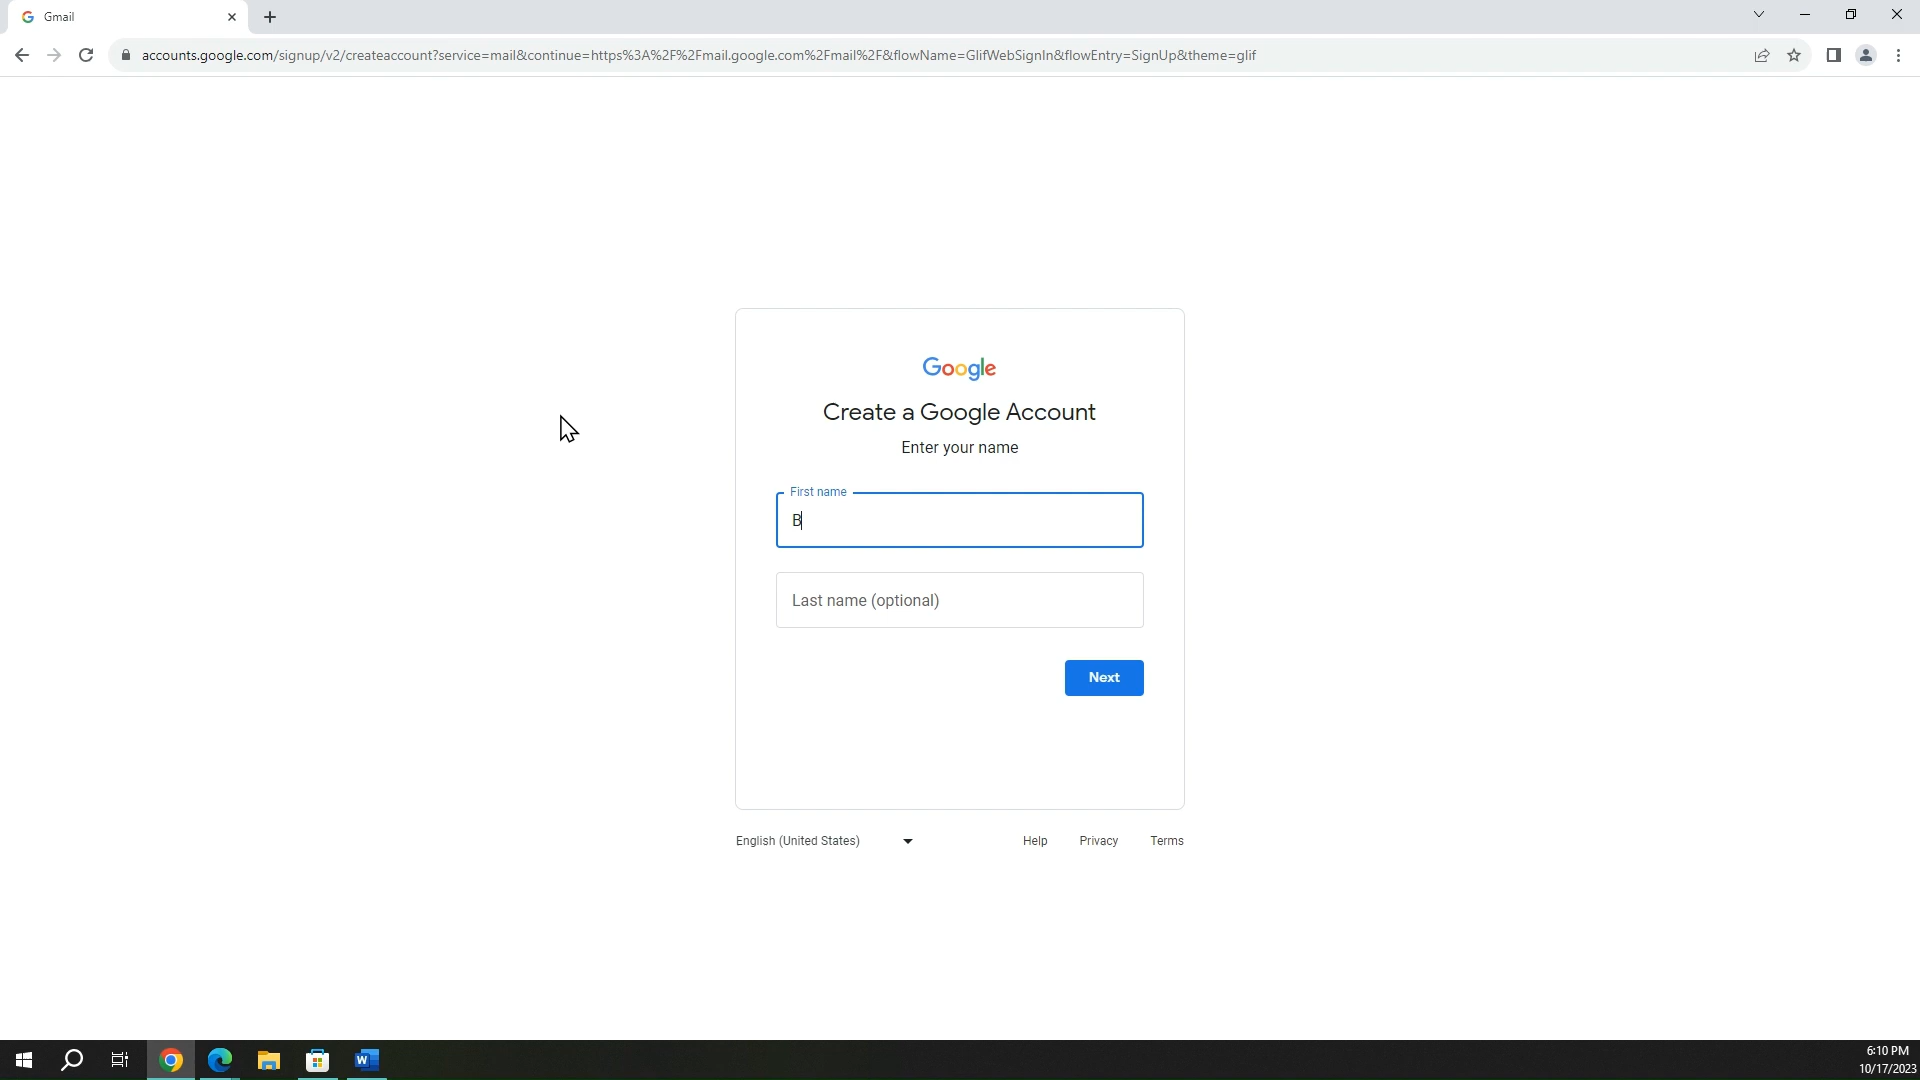 Gmail
accounts.google.com/signup/v2/createaccount?service=mail&continue=https%3A%2F%2Fmail.google.com%2Fmail%2F&flowName=GlifWebSignIn&flowEntry=SignUp&theme=glif
Google
Create a Google Account
Enter your name
First name
B
Last name (optional)
Next
English (United States)
Help
Privacy
Terms
W
6:10 PM
10/17/2023